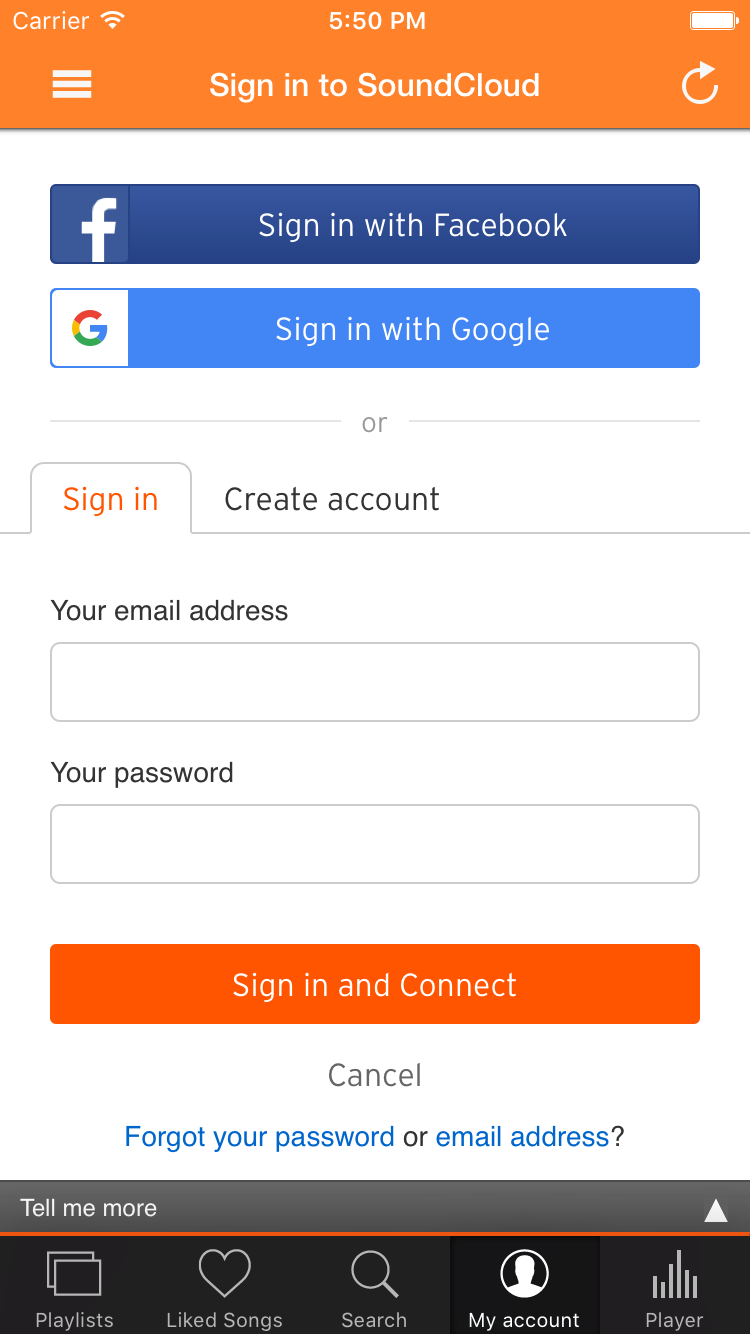 Carrier 5:50 PM
Sign in to SoundCloud
Sign in with Facebook
Sign in with Google
or
Sign in Create account
Your email address
Your password
Sign in and Connect
Cancel
Forgot your password or email address?
Tell me more
Playlists Liked Songs Search My account Player